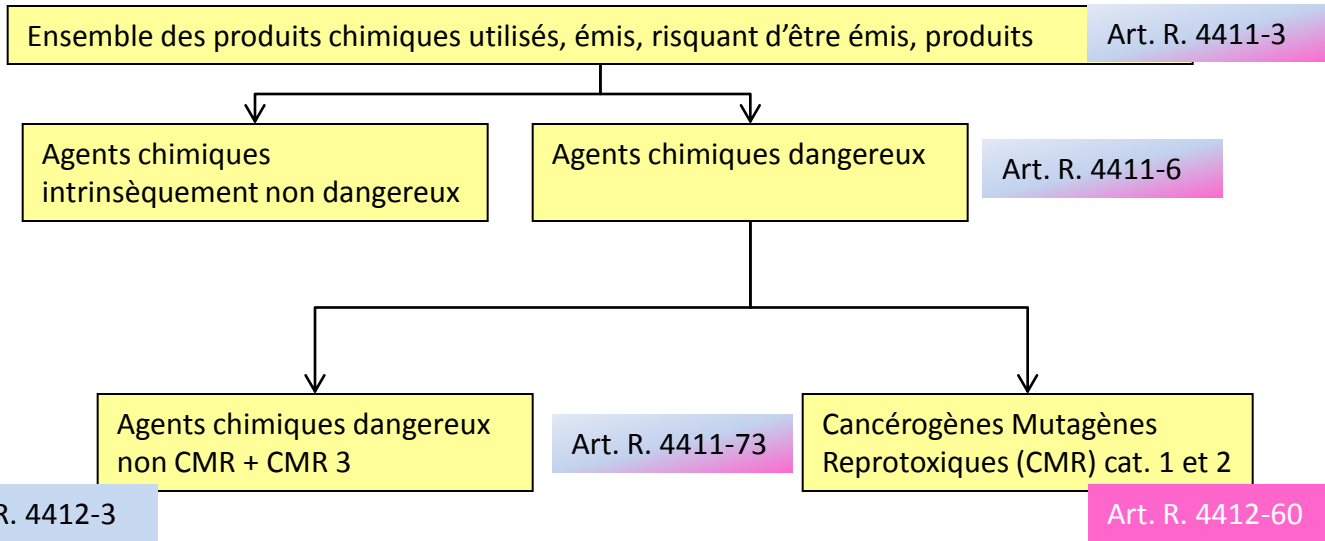 Ensemble des produits chimiques utilisés, émis, risquant d'être émis, produits
Art. R. 4411-3
Agents chimiques
intrinsèquement non dangereux
Agents chimiques dangereux
Art. R. 4411-6
Agents chimiques dangereux
non CMR + CMR 3
Art. R. 4411-73
Cancérogènes Mutagènes
Reprotoxiques (CMR) cat. 1 et 2
R. 4412-3
Art. R. 4412-60